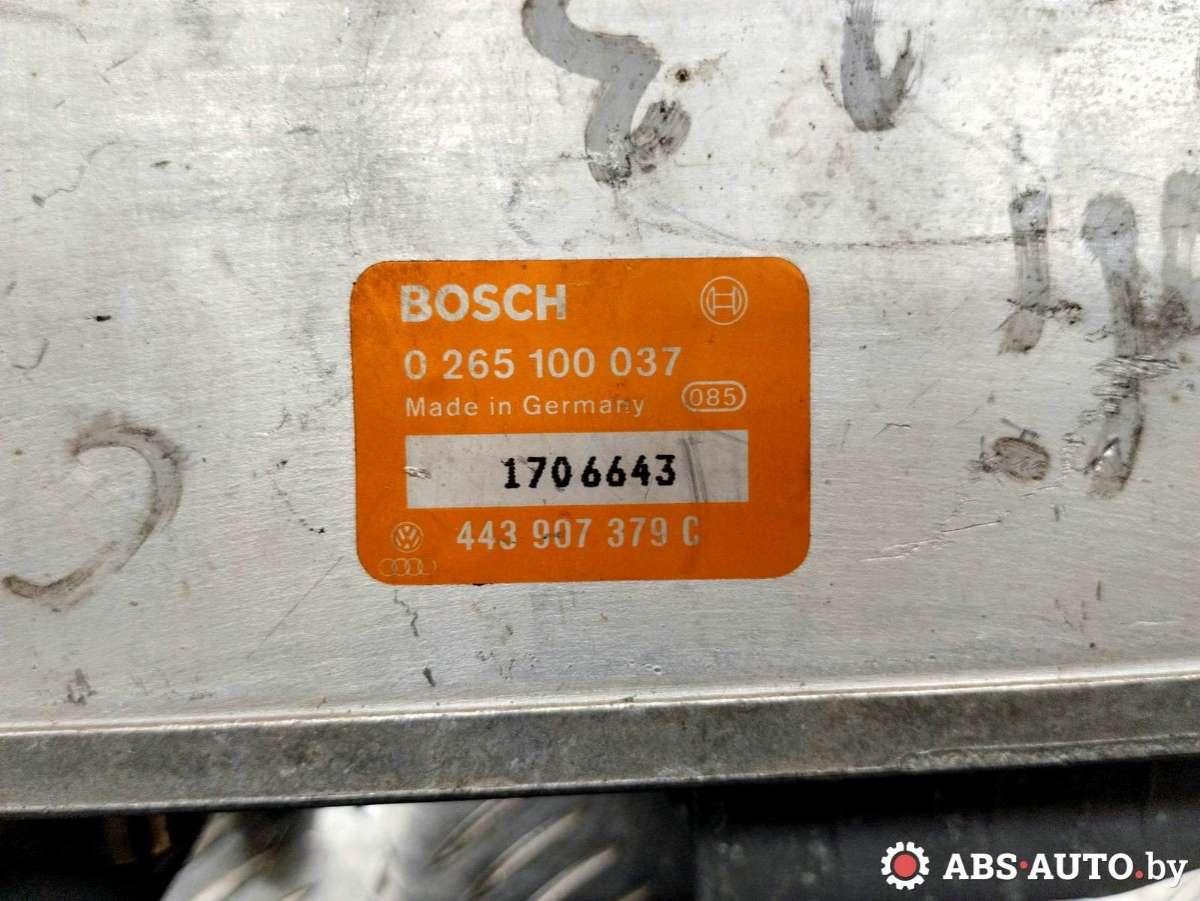 BOSCH
0 265 100 037
Made in Germany 085
1706643
443 907 379 C
ABS-AUTO.by